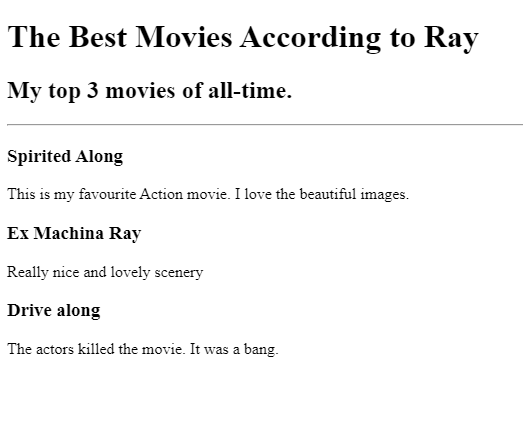 The Best Movies According to Ray
My top 3 movies of all-time.
Spirited Along
This is my favourite Action movie. I love the beautiful images.
Ex Machina Ray
Really nice and lovely scenery
Drive along
The actors killed the movie. It was a bang.